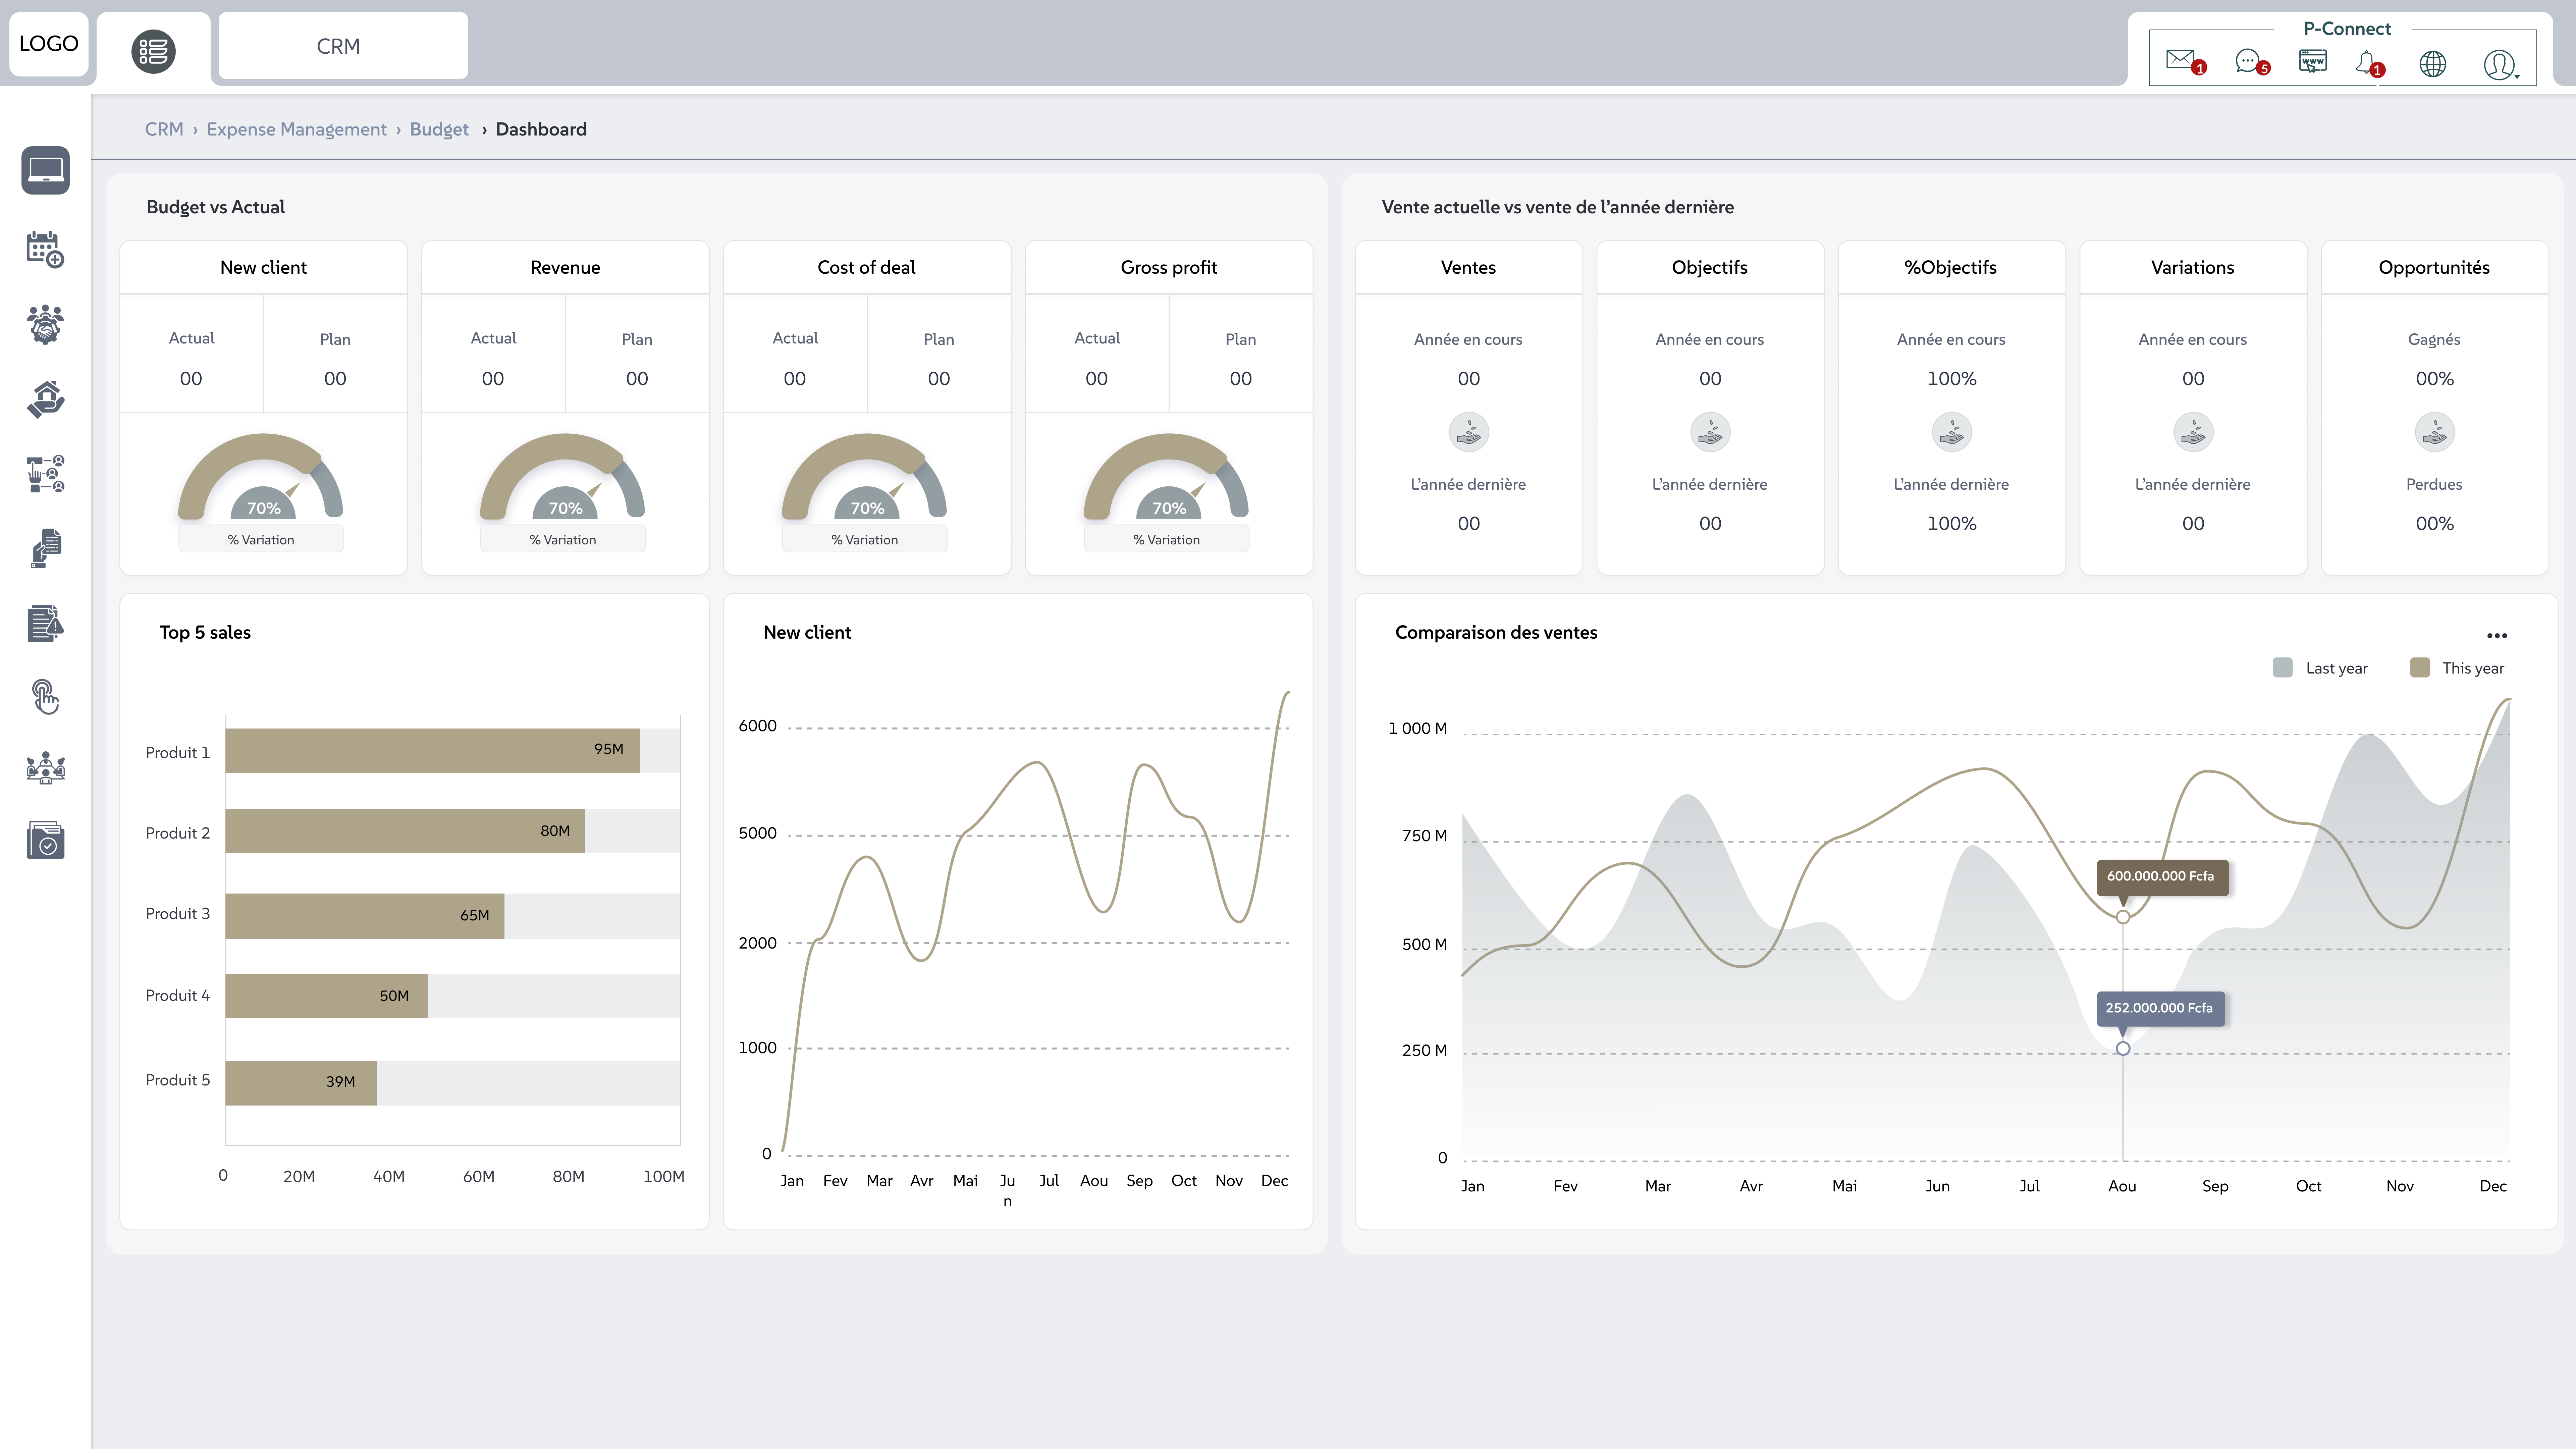 LOGO
CRM
P-Connect
1
5
www
1
CRM › Expense Management › Budget › Dashboard
Budget vs Actual
New client
Revenue
Cost of deal
Gross profit
Actual
Plan
Actual
Plan
Actual
Plan
Actual
Plan
00
00
00
00
00
00
00
00
70%
70%
70%
70%
% Variation
% Variation
% Variation
% Variation
Vente actuelle vs vente de l’année dernière
Ventes
Objectifs
%Objectifs
Variations
Opportunités
Année en cours
Année en cours
Année en cours
Année en cours
Gagnés
00
00
100%
00
00%
L’année dernière
L’année dernière
L’année dernière
L’année dernière
Perdues
00
00
100%
00
00%
Top 5 sales
Produit 1
95M
Produit 2
80M
Produit 3
65M
Produit 4
50M
Produit 5
39M
0
20M
40M
60M
80M
100M
New client
6000
5000
2000
1000
0
Jan
Fev
Mar
Avr
Mai
Ju
n
Jul
Aou
Sep
Oct
Nov
Dec
Comparaison des ventes
Last year
This year
1 000 M
750 M
600.000.000 Fcfa
500 M
252.000.000 Fcfa
250 M
0
Jan
Fev
Mar
Avr
Mai
Jun
Jul
Aou
Sep
Oct
Nov
Dec